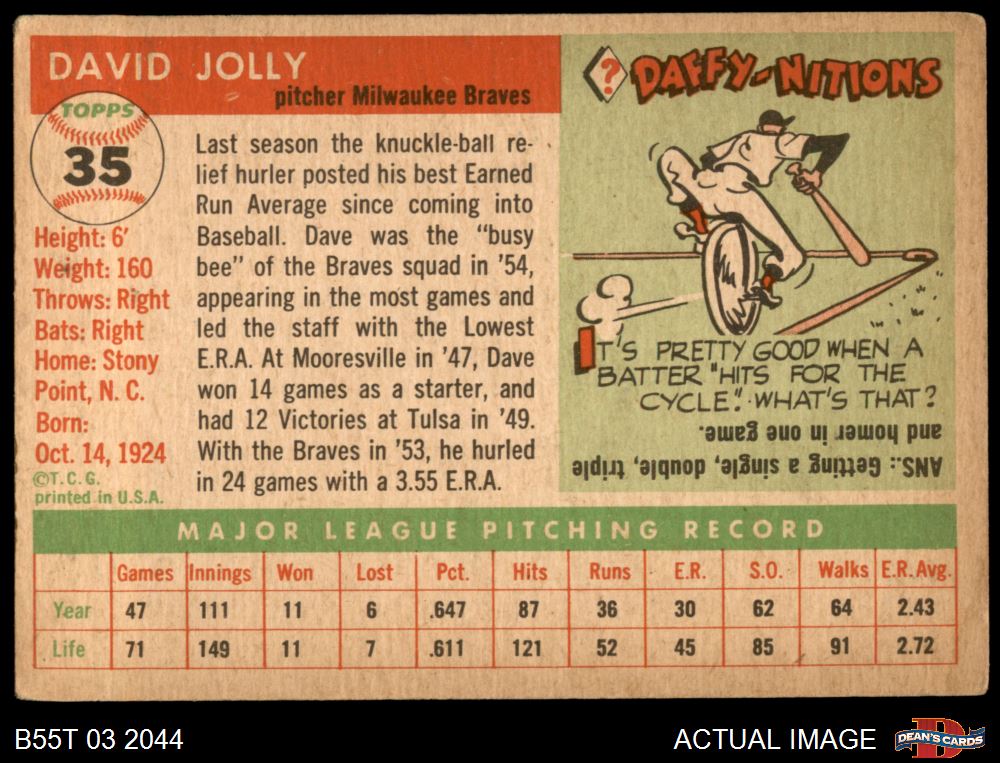 DAVID JOLLY
pitcher Milwaukee Braves
TOPPS
35
Height: 6'
Weight: 160
Throws: Right
Bats: Right
Home: Stony
Point, N. C.
Born:
Oct. 14, 1924
©T.C.G.
printed in U.S.A.
Last season the knuckle-ball re-
lief hurler posted his best Earned
Run Average since coming into
Baseball. Dave was the "busy
bee" of the Braves squad in '54,
appearing in the most games and
led the staff with the Lowest
E.R.A. At Mooresville in '47, Dave
won 14 games as a starter, and
had 12 Victories at Tulsa in '49.
With the Braves in '53, he hurled
in 24 games with a 3.55 E.R.A.
? DAFFY-NITIONS
IT'S PRETTY GOOD WHEN A
BATTER "HITS FOR THE
CYCLE." WHAT'S THAT?
ANS.: Getting a single, double, triple
and homer in one game.
MAJOR LEAGUE PITCHING RECORD
Games Innings Won Lost Pct. Hits Runs E.R. S.O. Walks E.R.Avg.
Year 47 111 11 6 .647 87 36 30 62 64 2.43
Life 71 149 11 7 .611 121 52 45 85 91 2.72
B55T 03 2044
ACTUAL IMAGE
DEAN'S CARDS